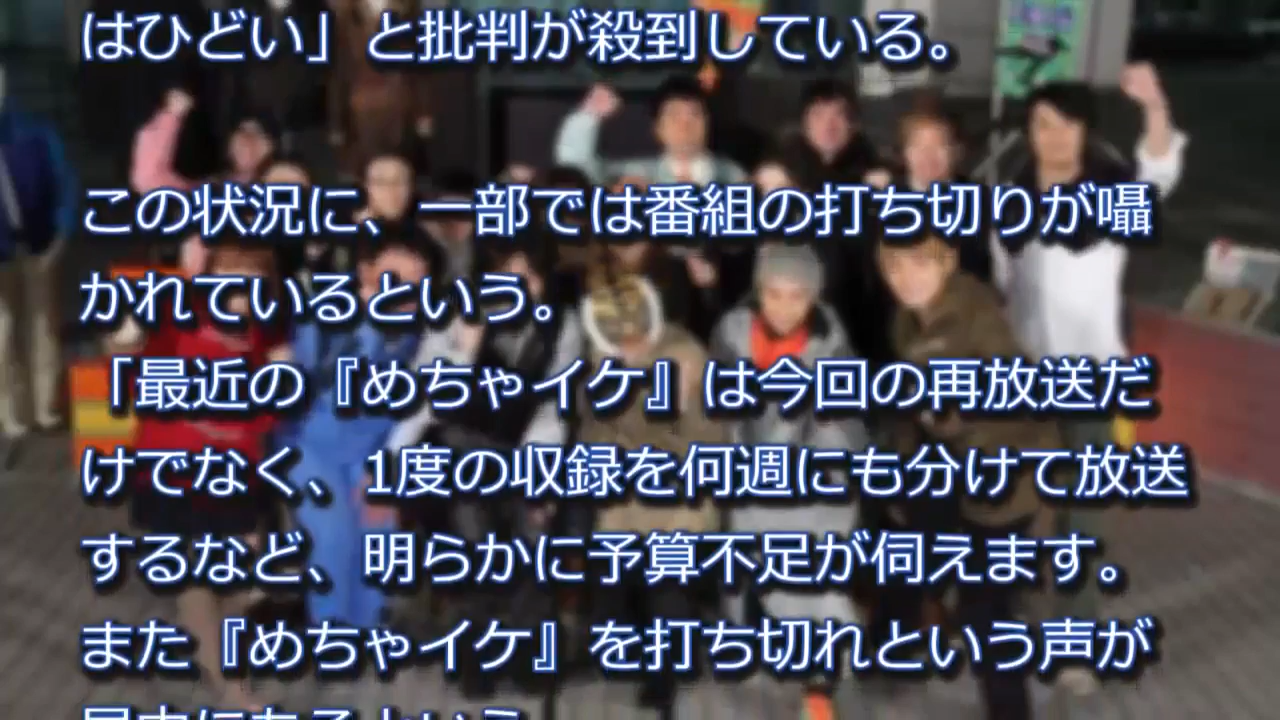 はひどい」と批判が殺到している。
この状況に、一部では番組の打ち切りが囁
かれているという。
「最近の『めちゃイケ』は今回の再放送だ
けでなく、1度の収録を何週にも分けて放送
するなど、明らかに予算不足が伺えます。
また『めちゃイケ』を打ち切れという声が